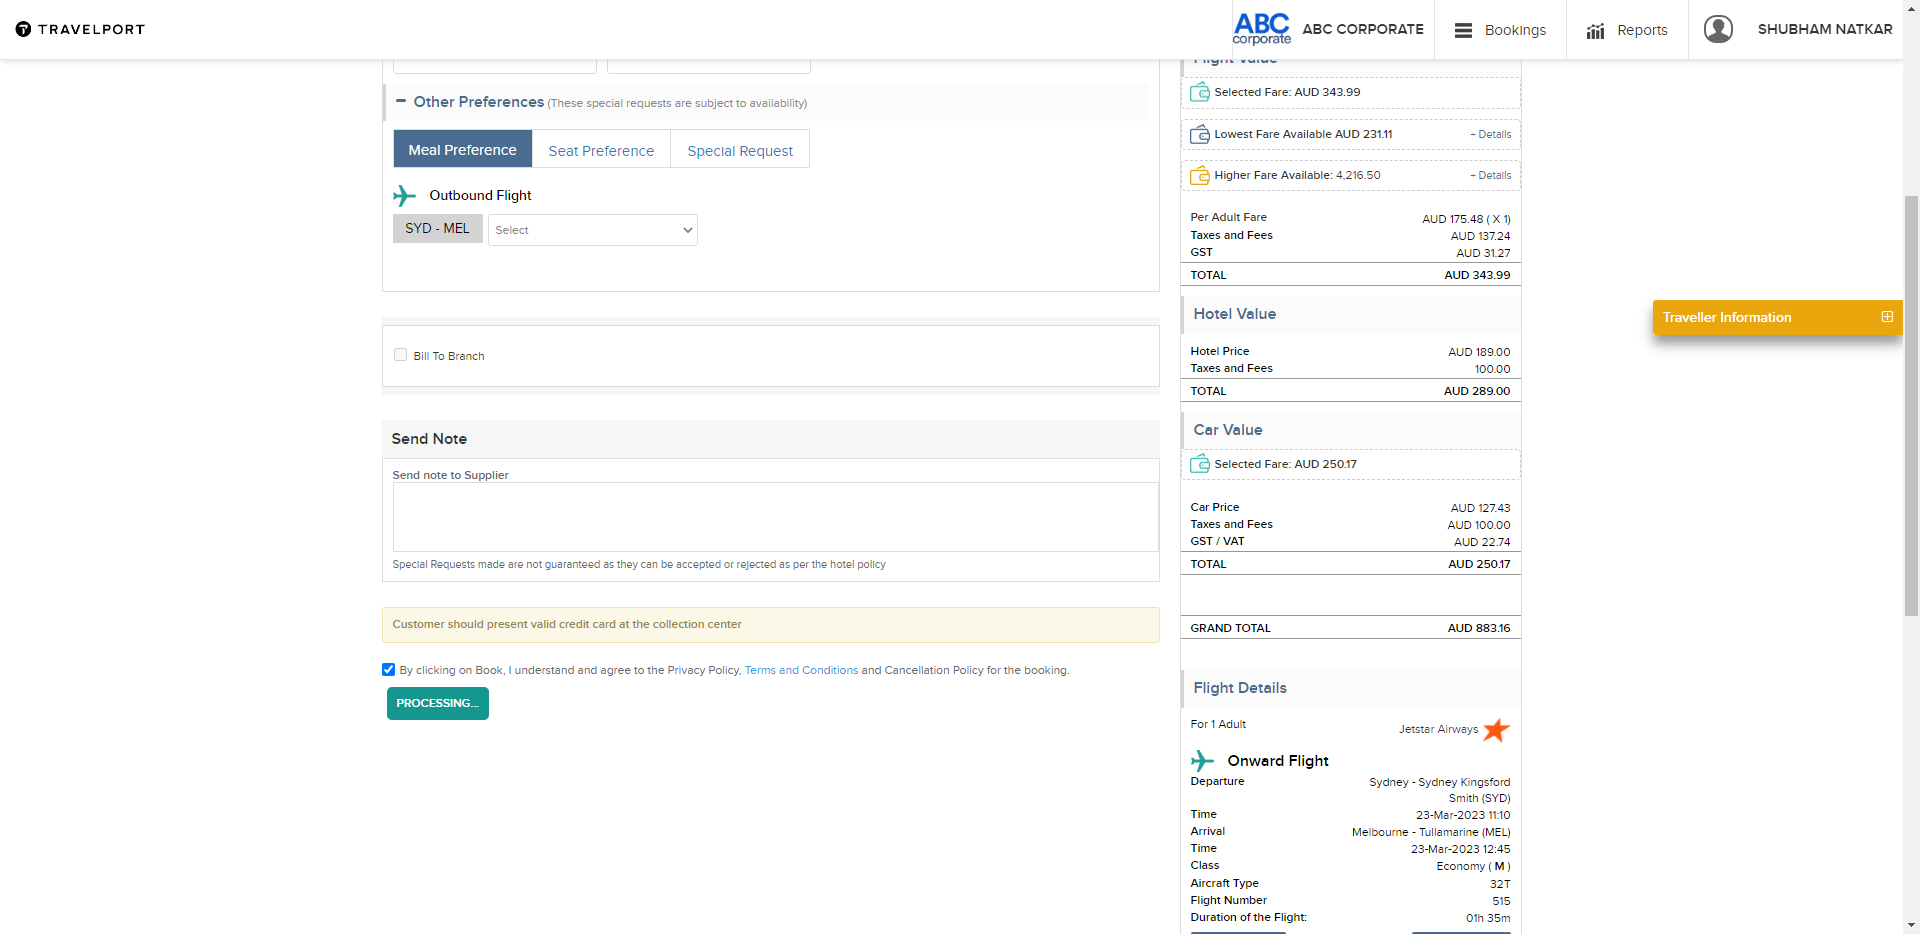 TRAVELPORT
ABC corporate
ABC CORPORATE
Bookings
Reports
SHUBHAM NATKAR
Other Preferences (These special requests are subject to availability)
Meal Preference
Seat Preference
Special Request
Outbound Flight
SYD - MEL
Select
Bill To Branch
Send Note
Send note to Supplier
Special Requests made are not guaranteed as they can be accepted or rejected as per the hotel policy
Customer should present valid credit card at the collection center
By clicking on Book, I understand and agree to the Privacy Policy, Terms and Conditions and Cancellation Policy for the booking.
PROCESSING...
Flight Value
Selected Fare: AUD 343.99
Lowest Fare Available AUD 231.11 + Details
Higher Fare Available: 4,216.50 + Details
Per Adult Fare AUD 175.48 ( X 1)
Taxes and Fees AUD 137.24
GST AUD 31.27
TOTAL AUD 343.99
Hotel Value
Hotel Price AUD 189.00
Taxes and Fees 100.00
TOTAL AUD 289.00
Car Value
Selected Fare: AUD 250.17
Car Price AUD 127.43
Taxes and Fees AUD 100.00
GST / VAT AUD 22.74
TOTAL AUD 250.17
GRAND TOTAL AUD 883.16
Flight Details
For 1 Adult
Jetstar Airways
Onward Flight
Departure Sydney - Sydney Kingsford
Smith (SYD)
Time 23-Mar-2023 11:10
Arrival Melbourne - Tullamarine (MEL)
Time 23-Mar-2023 12:45
Class Economy ( M )
Aircraft Type 32T
Flight Number 515
Duration of the Flight: 01h 35m
Traveller Information